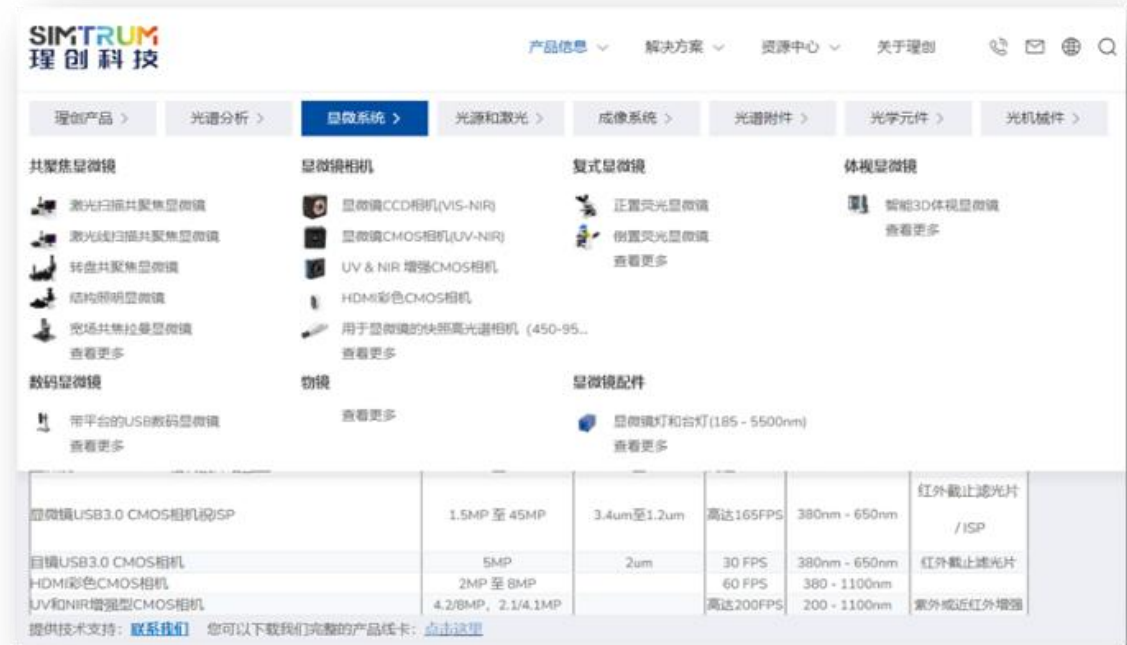 SIMTRUM
理创科技
产品信息 解决方案 资源中心 关于理创
理创产品 > 光谱分析 > 显微系统 > 光源和激光 > 成像系统 > 光谱附件 > 光学元件 > 光机械件 >
共聚焦显微镜 显微镜相机 复式显微镜 体视显微镜
激光扫描共聚焦显微镜 显微镜CCD相机(VIS-NIR) 正置荧光显微镜 智能3D体视显微镜
激光线扫描共聚焦显微镜 显微镜CMOS相机(UV-NIR) 倒置荧光显微镜 查看更多
转盘共聚焦显微镜 UV & NIR 增强CMOS相机 查看更多
结构照明显微镜 HDMI彩色CMOS相机
宽场共焦拉曼显微镜 用于显微镜的快照高光谱相机（450-95...
查看更多 查看更多
数码显微镜 物镜 显微镜配件
带平台的USB数码显微镜 查看更多 显微镜灯和台灯(185 - 5500nm)
查看更多 查看更多
显微镜USB3.0 CMOS相机税ISP 1.5MP 至 45MP 3.4um至1.2um 高达165FPS 380nm - 650nm 红外截止滤光片 / ISP
目镜USB3.0 CMOS相机 5MP 2um 30 FPS 380nm - 650nm 红外截止滤光片
HDMI彩色CMOS相机 2MP 至 8MP 60 FPS 380 - 1100nm
UV和NIR增强型CMOS相机 4.2/8MP，2.1/4.1MP 高达200FPS 200 - 1100nm 紫外或近红外增强
提供技术支持：联系我们 您可以下载我们完整的产品线卡：点击这里